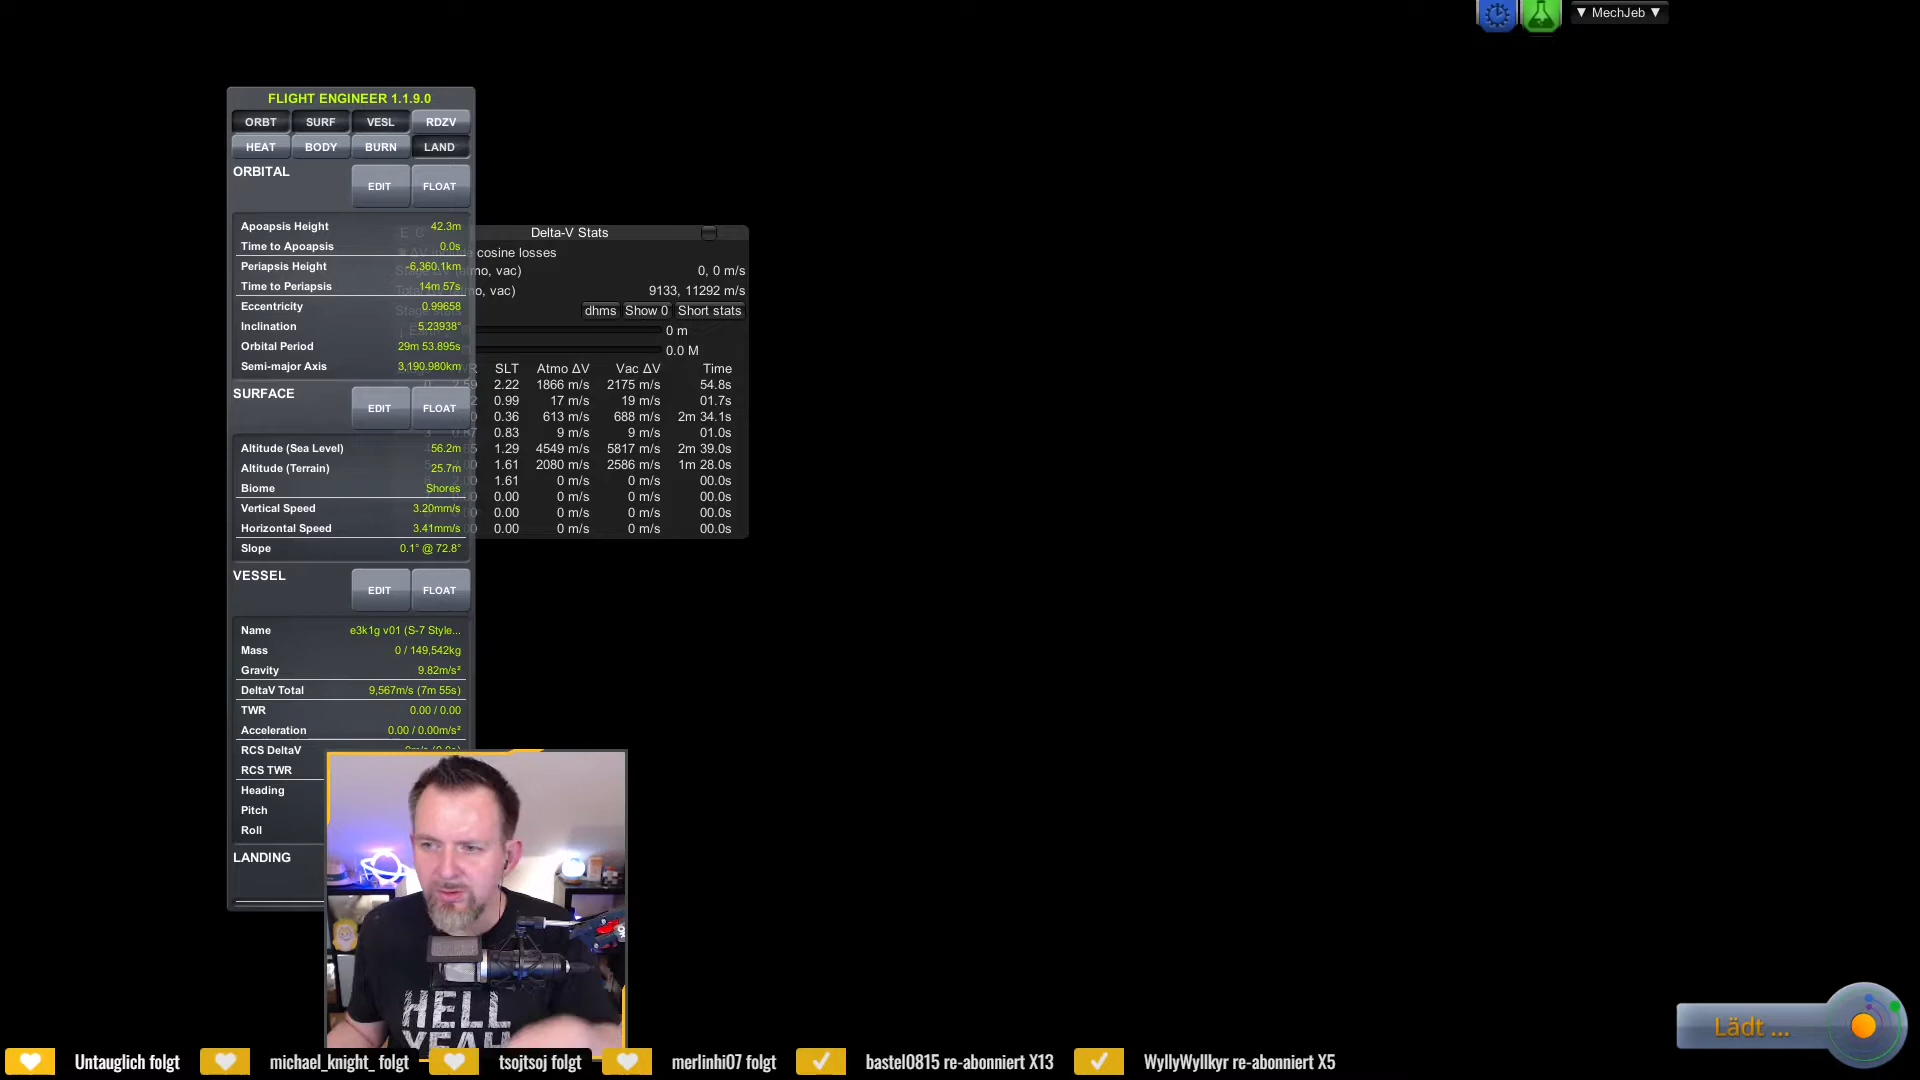 ▼ MechJeb ▼
FLIGHT ENGINEER 1.1.9.0
ORBT SURF VESL RDZV
HEAT BODY BURN LAND
ORBITAL EDIT FLOAT
Apoapsis Height 42.3m
Time to Apoapsis 0.0s
Periapsis Height -6,360.1km
Time to Periapsis 14m 57s
Eccentricity 0.99658
Inclination 5.23938°
Orbital Period 29m 53.895s
Semi-major Axis 3,190.980km
SURFACE EDIT FLOAT
Altitude (Sea Level) 56.2m
Altitude (Terrain) 25.7m
Biome Shores
Vertical Speed 3.20mm/s
Horizontal Speed 3.41mm/s
Slope 0.1° @ 72.8°
VESSEL EDIT FLOAT
Name e3k1g v01 (S-7 Style...
Mass 0 / 149,542kg
Gravity 9.82m/s²
DeltaV Total 9,567m/s (7m 55s)
TWR 0.00 / 0.00
Acceleration 0.00 / 0.00m/s²
RCS DeltaV
RCS TWR
Heading
Pitch
Roll
LANDING
Delta-V Stats
cosine losses
(atmo, vac) 0, 0 m/s
(atmo, vac) 9133, 11292 m/s
dhms Show 0 Short stats
0 m
0.0 M
SLT Atmo ΔV Vac ΔV Time
2.22 1866 m/s 2175 m/s 54.8s
0.99 17 m/s 19 m/s 01.7s
0.36 613 m/s 688 m/s 2m 34.1s
0.83 9 m/s 9 m/s 01.0s
1.29 4549 m/s 5817 m/s 2m 39.0s
1.61 2080 m/s 2586 m/s 1m 28.0s
1.61 0 m/s 0 m/s 00.0s
0.00 0 m/s 0 m/s 00.0s
0.00 0 m/s 0 m/s 00.0s
0.00 0 m/s 0 m/s 00.0s
HELL
YEAH
Lädt ...
Untauglich folgt michael_knight_ folgt tsojtsoj folgt merlinhi07 folgt bastel0815 re-abonniert X13 WyllyWyllkyr re-abonniert X5